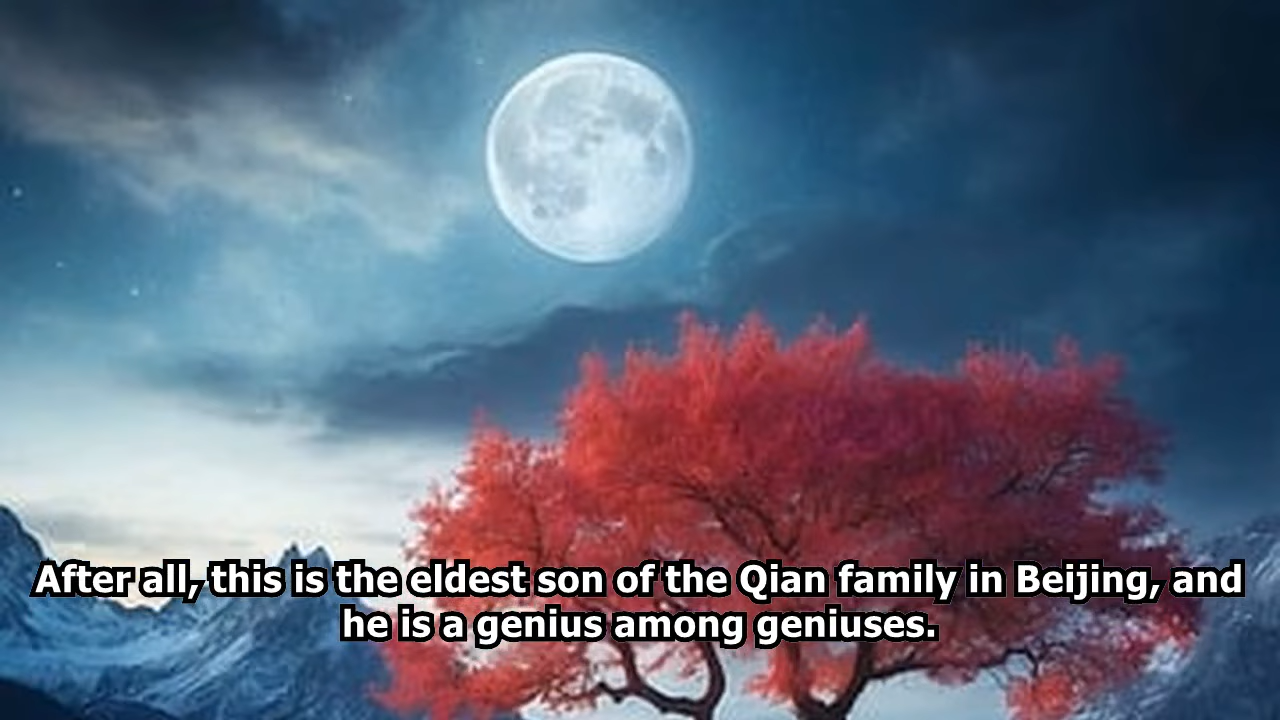 After all, this is the eldest son of the Qian family in Beijing, and
he is a genius among geniuses.